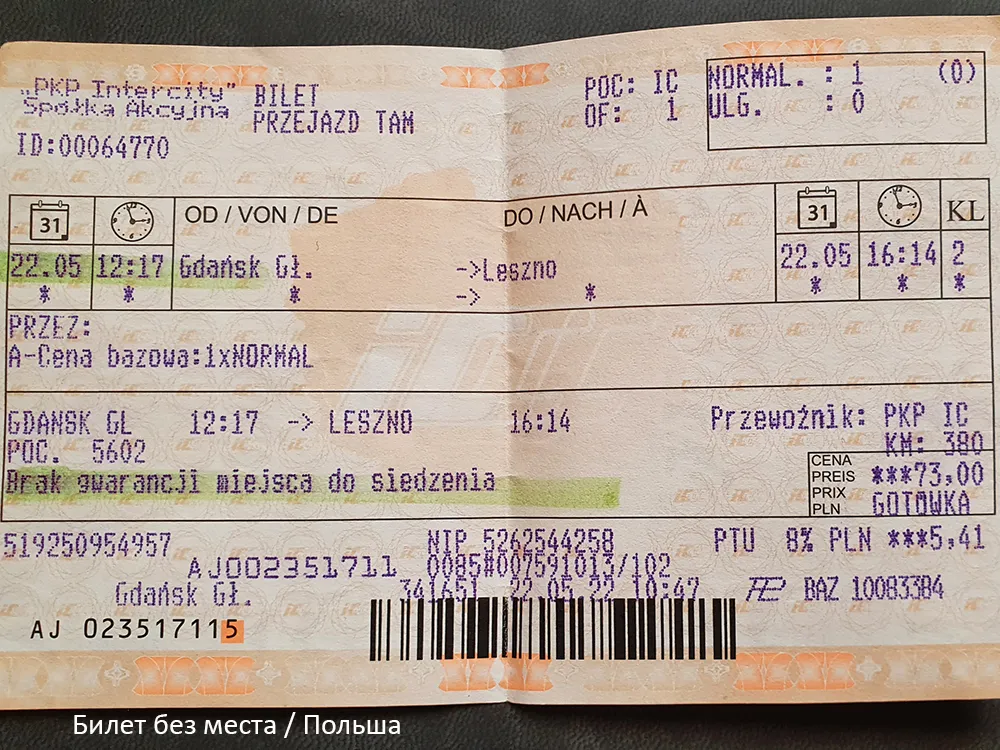 „PKP Intercity”
Spółka Akcyjna
BILET
PRZEJAZD TAM
POC: IC
OF: 1
NORMAL. : 1 (0)
ULG. : 0
ID:00064770
31 OD / VON / DE DO / NACH / À 31 KL
22.05 12:17 Gdańsk Gł. ->Leszno 22.05 16:14 2
* * * -> * * * *
PRZEZ:
A-Cena bazowa:1xNORMAL
GDANSK GL 12:17 -> LESZNO 16:14 Przewoźnik: PKP IC
POC. 5602 KM: 380
Brak gwarancji miejsca do siedzenia
CENA
PREIS
PRIX
PLN
***73,00
GOTÓWKA
519250954957 NIP 5262544258 PTU 8% PLN ***5,41
AJ002351711 0085#007591013/102
Gdańsk Gł. 341651 22.05.22 10:47 BAZ 10083384
AJ 023517115
Билет без места / Польша